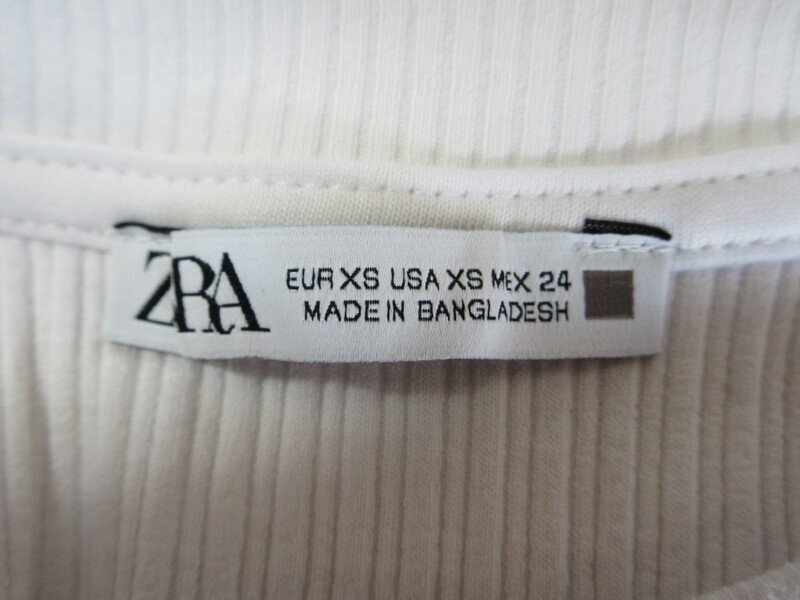 ZRA
EUR XS USA XS MEX 24
MADE IN BANGLADESH